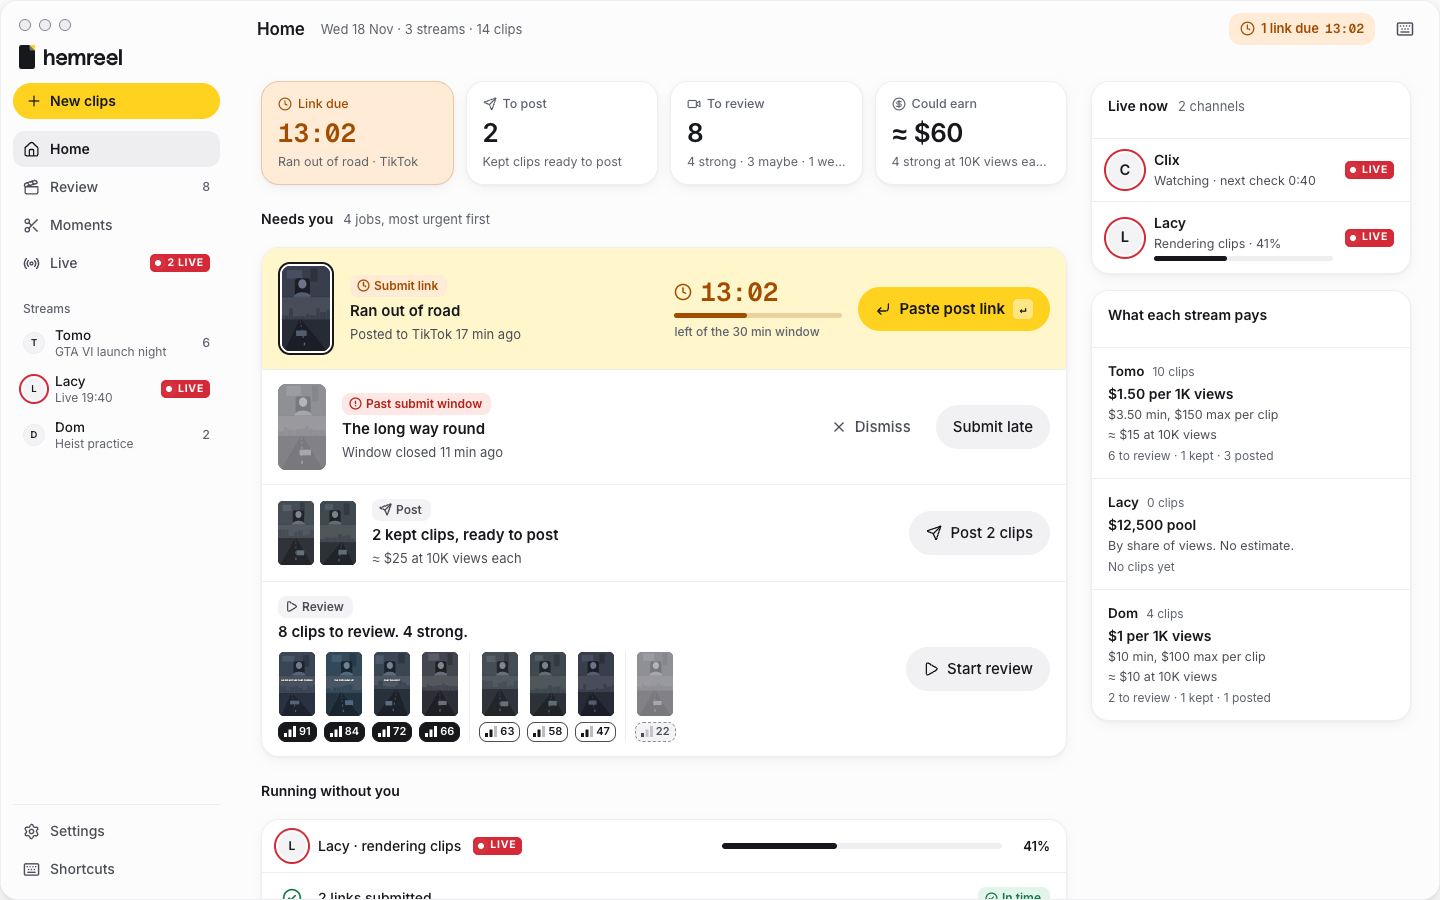 hemreel
New clips
Home
Review 8
Moments
Live 2 LIVE
Streams
T Tomo 6
GTA VI launch night
L Lacy LIVE
Live 19:40
D Dom 2
Heist practice
Settings
Shortcuts
Home Wed 18 Nov · 3 streams · 14 clips
1 link due 13:02
Link due
13:02
Ran out of road · TikTok
To post
2
Kept clips ready to post
To review
8
4 strong · 3 maybe · 1 we...
Could earn
≈ $60
4 strong at 10K views ea...
Needs you 4 jobs, most urgent first
Submit link
Ran out of road
Posted to TikTok 17 min ago
13:02
left of the 30 min window
Paste post link ↵
Past submit window
The long way round
Window closed 11 min ago
Dismiss
Submit late
Post
2 kept clips, ready to post
≈ $25 at 10K views each
Post 2 clips
Review
8 clips to review. 4 strong.
91 84 72 66 63 58 47 22
Start review
Running without you
L Lacy · rendering clips LIVE 41%
2 links submitted In time
Live now 2 channels
C Clix LIVE
Watching · next check 0:40
L Lacy LIVE
Rendering clips · 41%
What each stream pays
Tomo 10 clips
$1.50 per 1K views
$3.50 min, $150 max per clip
≈ $15 at 10K views
6 to review · 1 kept · 3 posted
Lacy 0 clips
$12,500 pool
By share of views. No estimate.
No clips yet
Dom 4 clips
$1 per 1K views
$10 min, $100 max per clip
≈ $10 at 10K views
2 to review · 1 kept · 1 posted